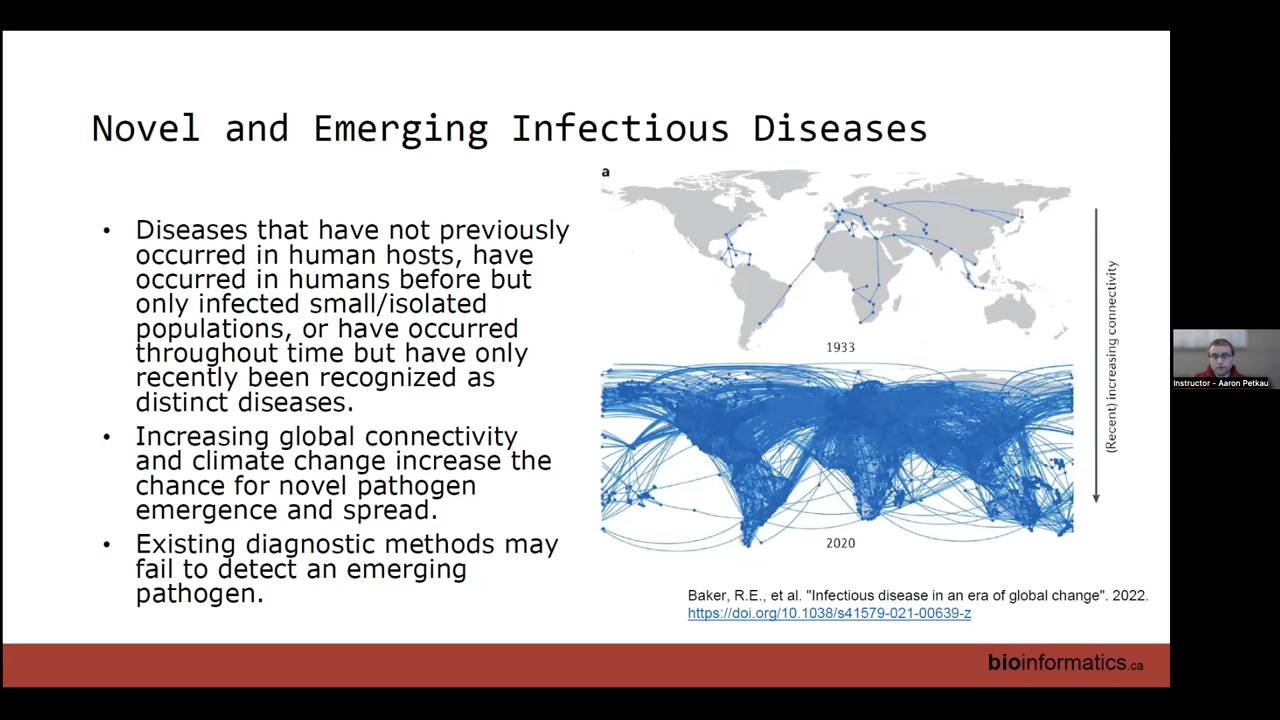 Novel and Emerging Infectious Diseases
• Diseases that have not previously
occurred in human hosts, have
occurred in humans before but
only infected small/isolated
populations, or have occurred
throughout time but have only
recently been recognized as
distinct diseases.
• Increasing global connectivity
and climate change increase the
chance for novel pathogen
emergence and spread.
• Existing diagnostic methods may
fail to detect an emerging
pathogen.
a
1933
2020
(Recent) increasing connectivity
Baker, R.E., et al. "Infectious disease in an era of global change". 2022.
https://doi.org/10.1038/s41579-021-00639-z
bioinformatics.ca
Instructor - Aaron Petkau